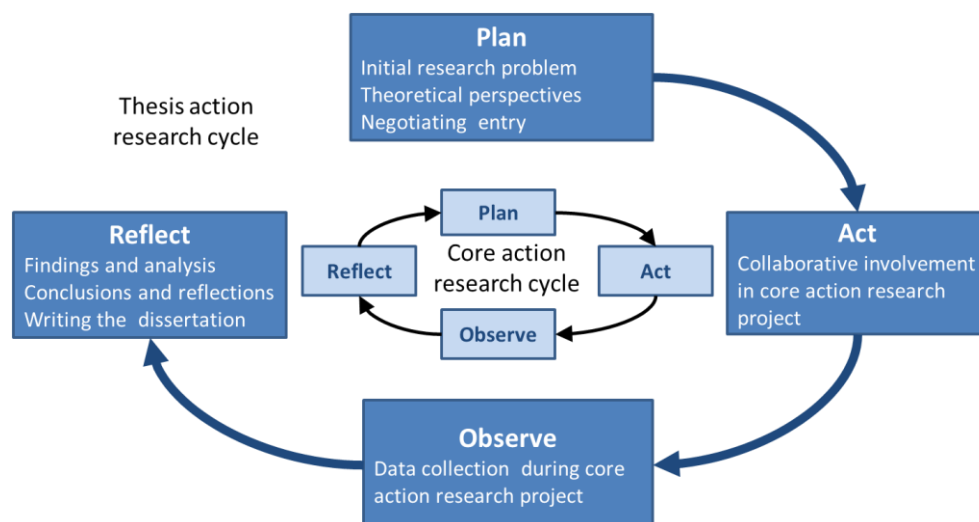 Plan
Initial research problem
Theoretical perspectives
Negotiating entry
Thesis action
research cycle
Plan
Reflect
Findings and analysis
Conclusions and reflections
Writing the dissertation
Reflect
Core action
research cycle
Act
Act
Collaborative involvement
in core action research
project
Observe
Observe
Data collection during core
action research project